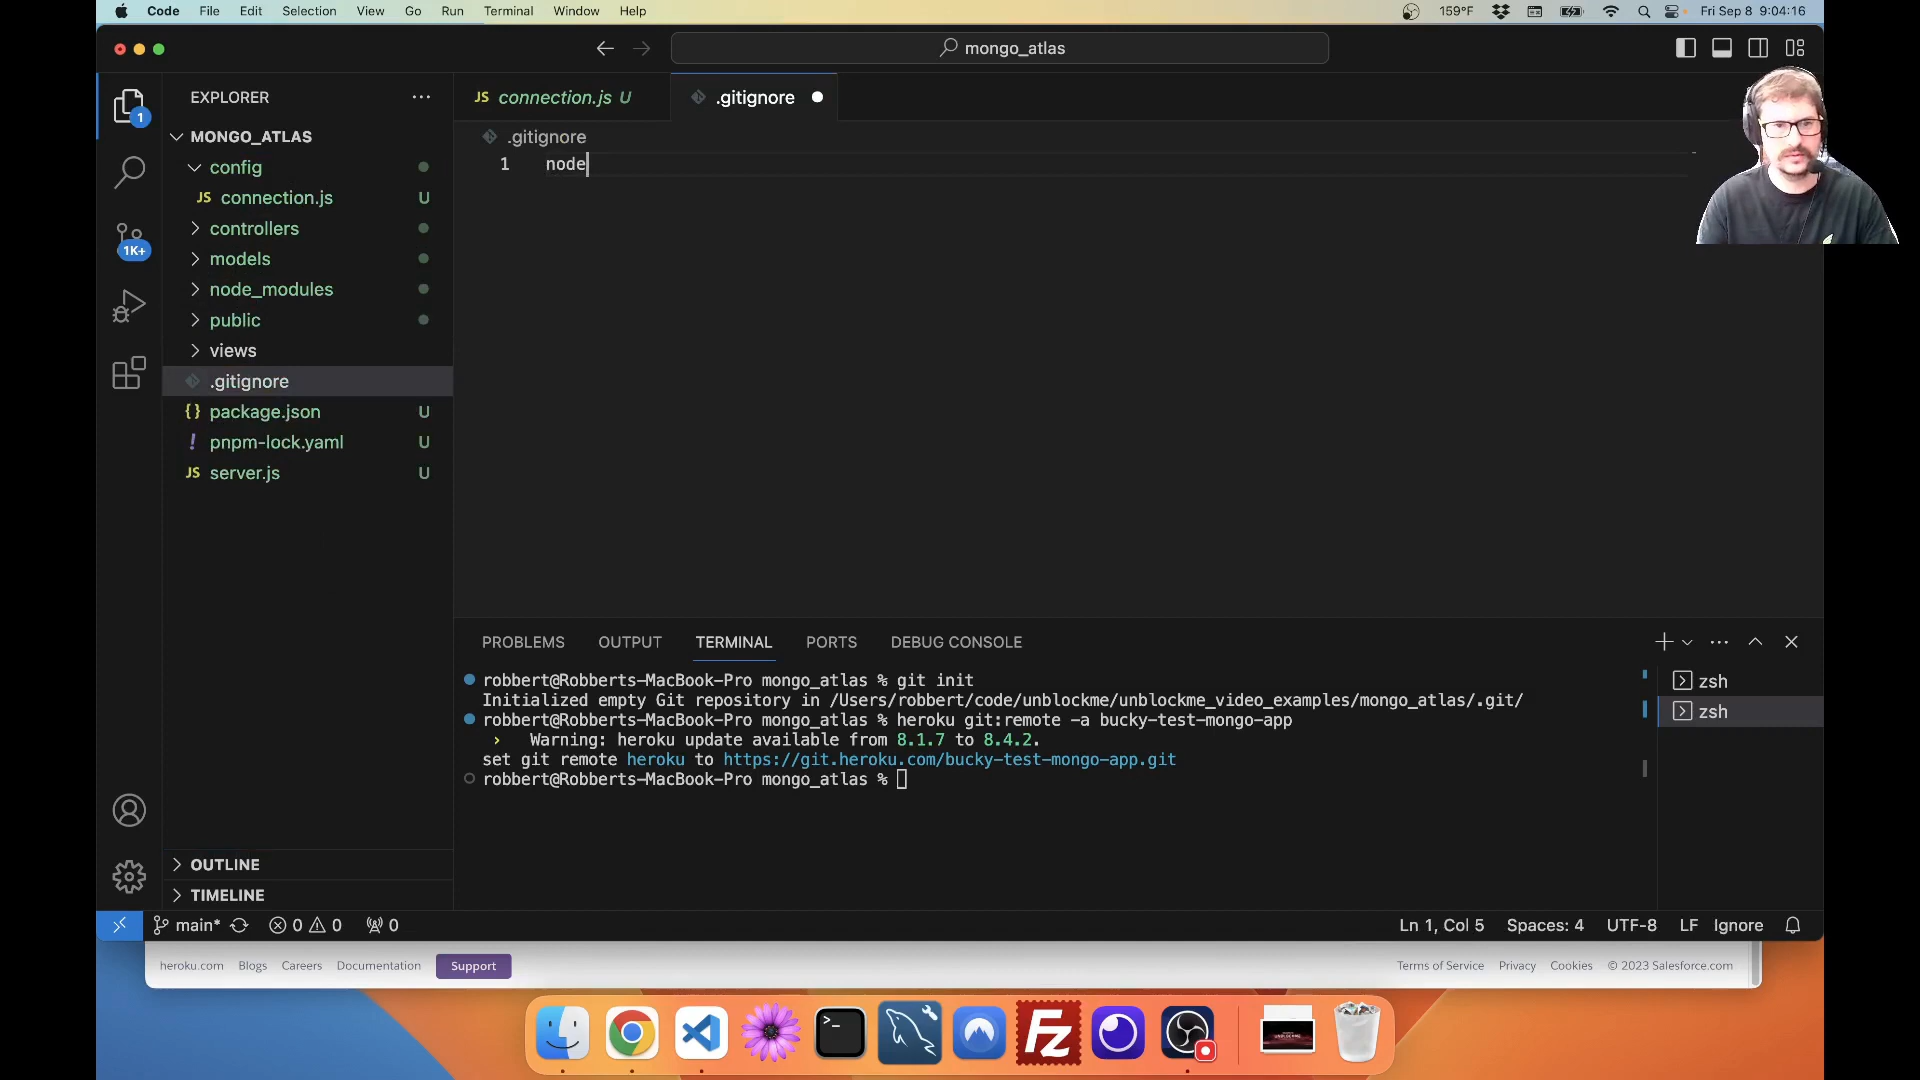 Code File Edit Selection View Go Run Terminal Window Help
159°F Fri Sep 8 9:04:16
mongo_atlas
EXPLORER
1
MONGO_ATLAS
config
JS connection.js U
controllers
1K+
models
node_modules
public
views
.gitignore
{} package.json U
! pnpm-lock.yaml U
JS server.js U
OUTLINE
TIMELINE
JS connection.js U .gitignore
.gitignore
1 node
PROBLEMS OUTPUT TERMINAL PORTS DEBUG CONSOLE
robbert@Robberts-MacBook-Pro mongo_atlas % git init
Initialized empty Git repository in /Users/robbert/code/unblockme/unblockme_video_examples/mongo_atlas/.git/
robbert@Robberts-MacBook-Pro mongo_atlas % heroku git:remote -a bucky-test-mongo-app
› Warning: heroku update available from 8.1.7 to 8.4.2.
set git remote heroku to https://git.heroku.com/bucky-test-mongo-app.git
robbert@Robberts-MacBook-Pro mongo_atlas %
zsh
zsh
main* 0 0 0 Ln 1, Col 5 Spaces: 4 UTF-8 LF Ignore
heroku.com Blogs Careers Documentation Support Terms of Service Privacy Cookies © 2023 Salesforce.com
Fz